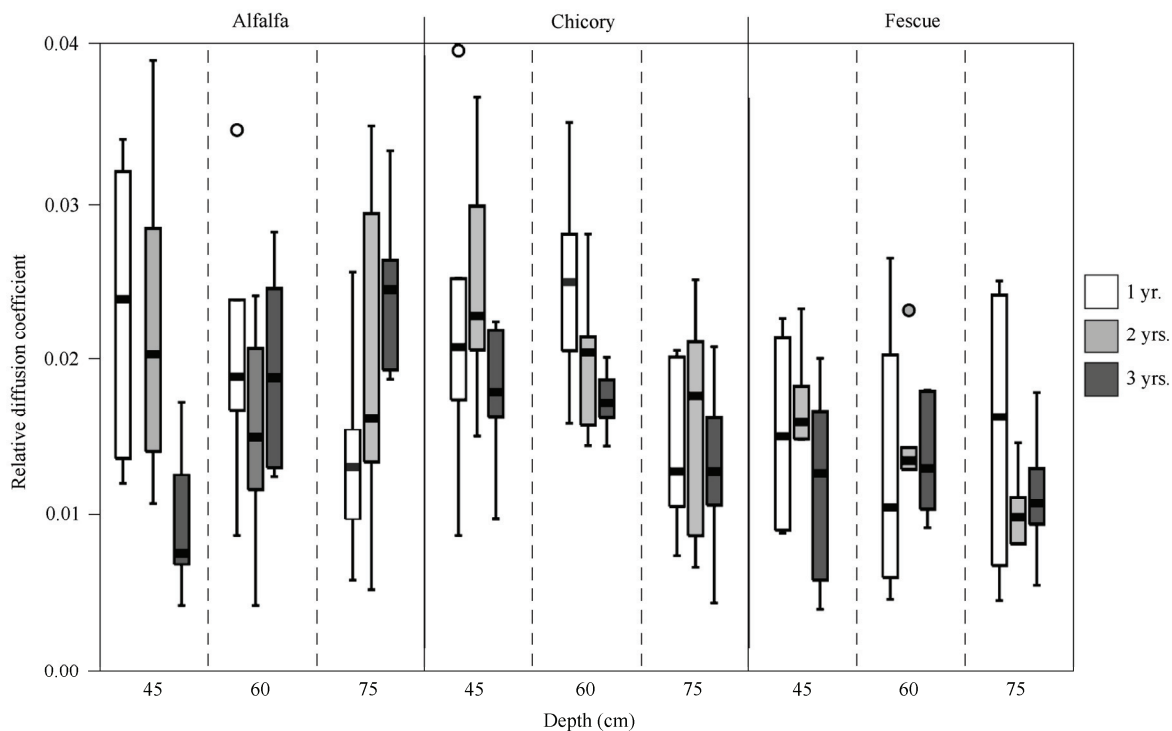 Alfalfa Chicory Fescue
0.04
0.03
0.02
0.01
0.00
Relative diffusion coefficient
45 60 75 45 60 75 45 60 75
Depth (cm)
1 yr.
2 yrs.
3 yrs.